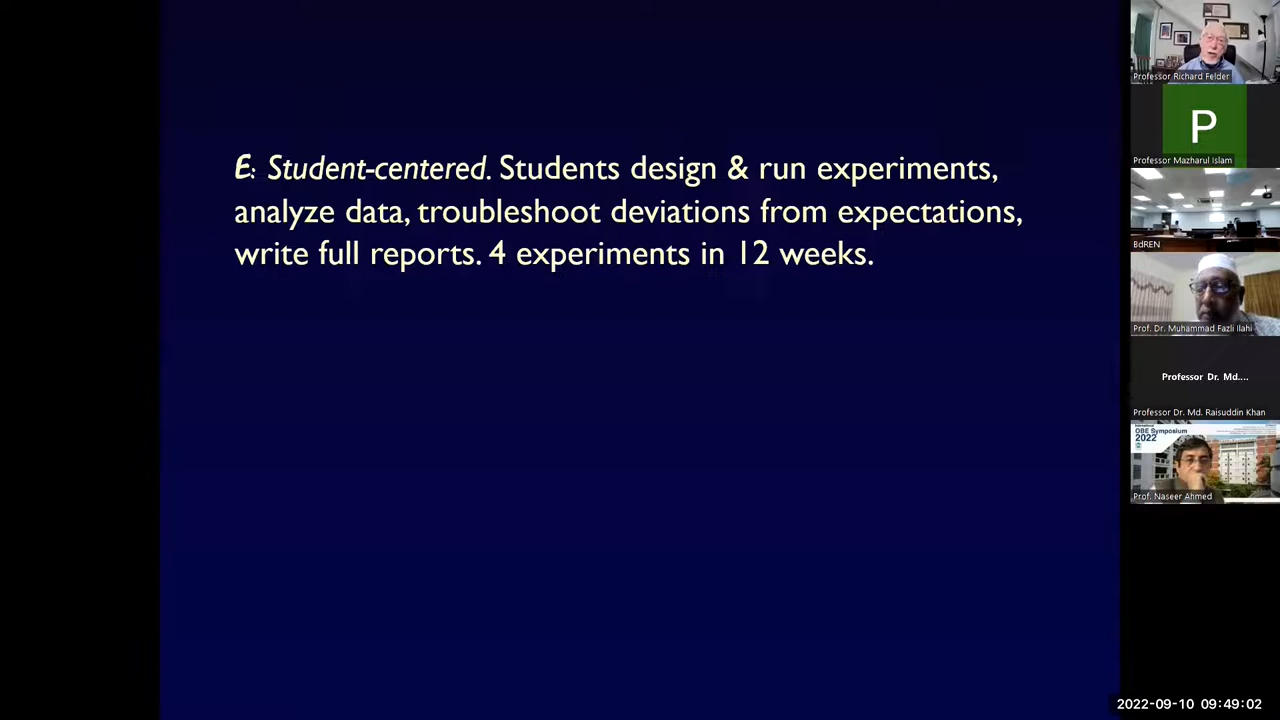 E: Student-centered. Students design & run experiments,
analyze data, troubleshoot deviations from expectations,
write full reports. 4 experiments in 12 weeks.
Professor Richard Felder
P
Professor Mazharul Islam
BdREN
Prof. Dr. Muhammad Fazli Ilahi
Professor Dr. Md....
Professor Dr. Md. Raisuddin Khan
International
OBE Symposium
2022
Prof. Naseer Ahmed
2022-09-10 09:49:02